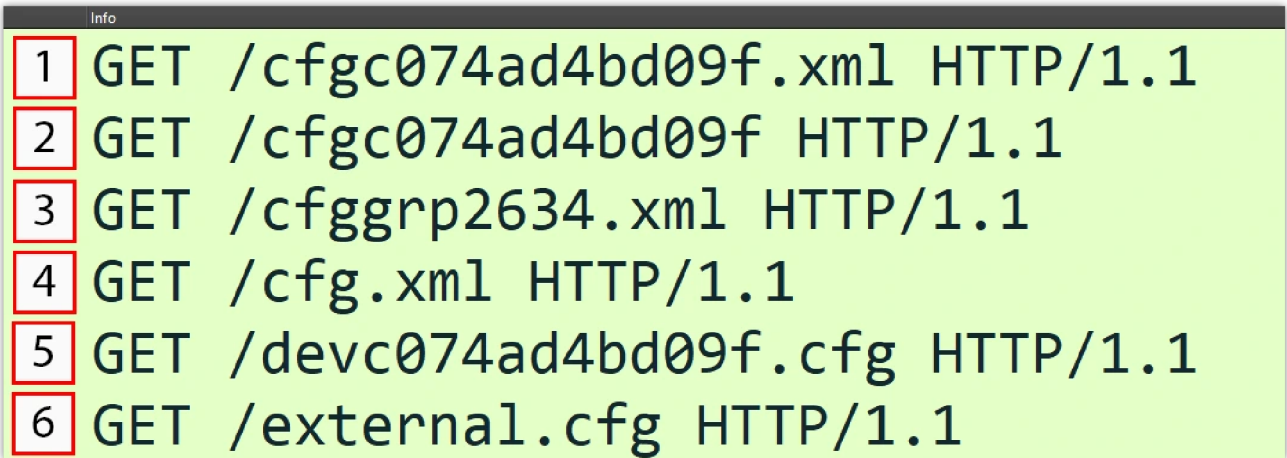 Info
1 GET /cfgc074ad4bd09f.xml HTTP/1.1
2 GET /cfgc074ad4bd09f HTTP/1.1
3 GET /cfggrp2634.xml HTTP/1.1
4 GET /cfg.xml HTTP/1.1
5 GET /devc074ad4bd09f.cfg HTTP/1.1
6 GET /external.cfg HTTP/1.1